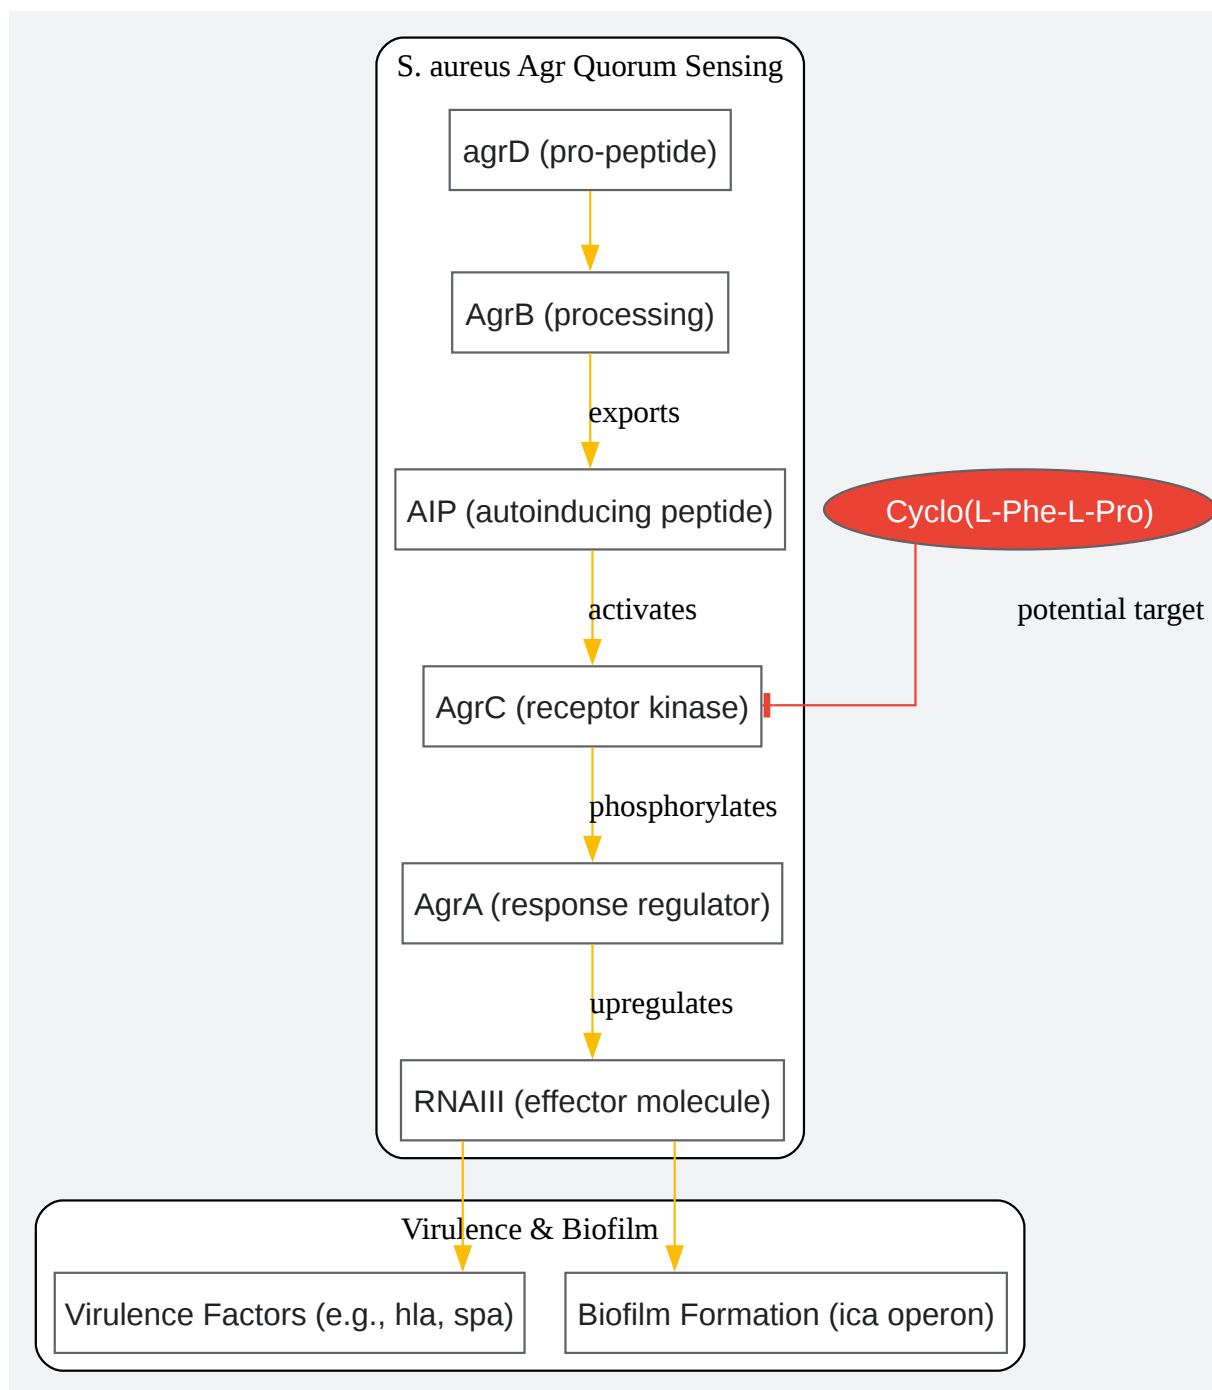 S. aureus Agr Quorum Sensing
agrD (pro-peptide)
AgrB (processing)
exports
AIP (autoinducing peptide)
Cyclo(L-Phe-L-Pro)
activates
potential target
AgrC (receptor kinase)
phosphorylates
AgrA (response regulator)
upregulates
RNAIII (effector molecule)
Virulence & Biofilm
Virulence Factors (e.g., hla, spa)
Biofilm Formation (ica operon)